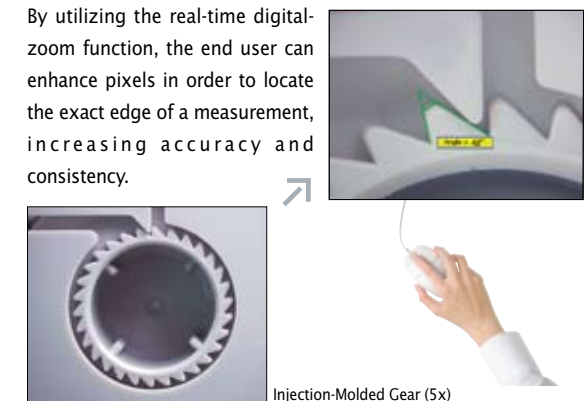 By utilizing the real-time digital-
zoom function, the end user can
enhance pixels in order to locate
the exact edge of a measurement,
increasing accuracy and
consistency.
Injection-Molded Gear (5x)